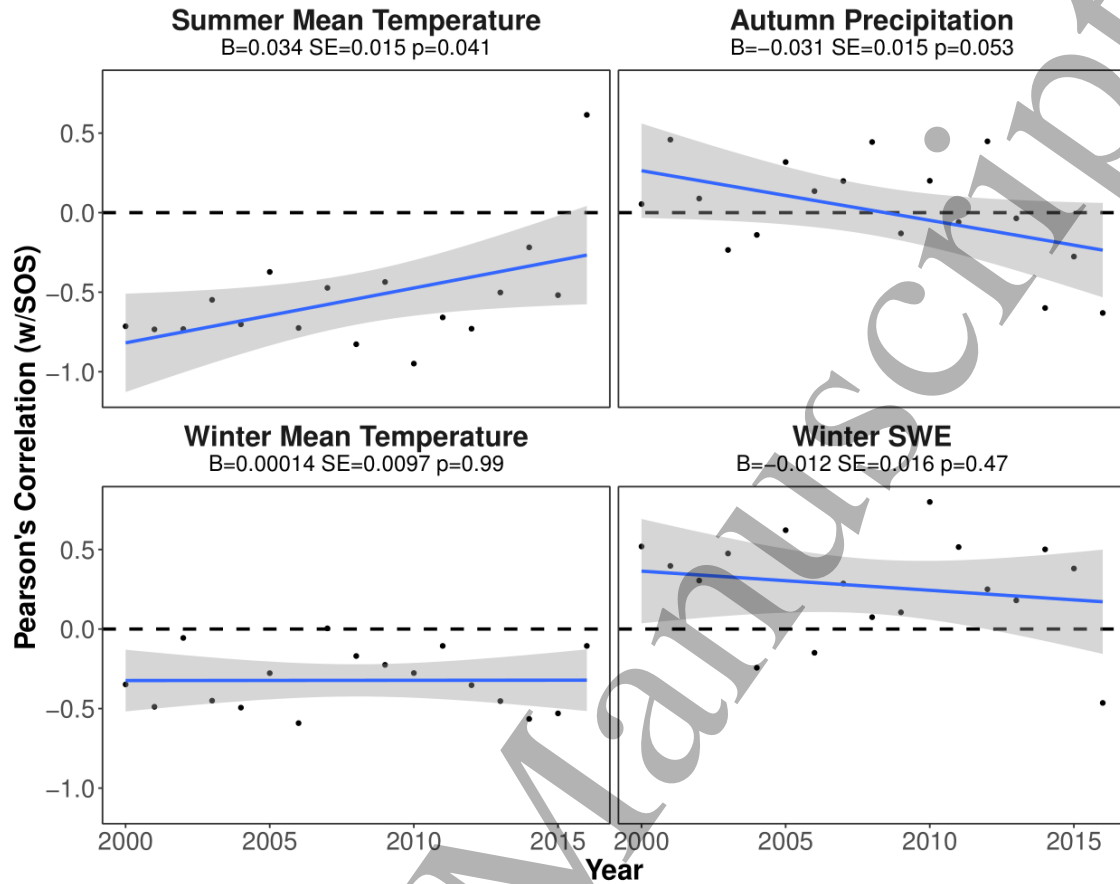 Summer Mean Temperature
B=0.034 SE=0.015 p=0.041
Autumn Precipitation
B=−0.031 SE=0.015 p=0.053
0.5
0.0
−0.5
−1.0
Pearson's Correlation (w/SOS)
Winter Mean Temperature
B=0.00014 SE=0.0097 p=0.99
Winter SWE
B=−0.012 SE=0.016 p=0.47
0.5
0.0
−0.5
−1.0
2000 2005 2010 2015
2000 2005 2010 2015
Year
Manuscript